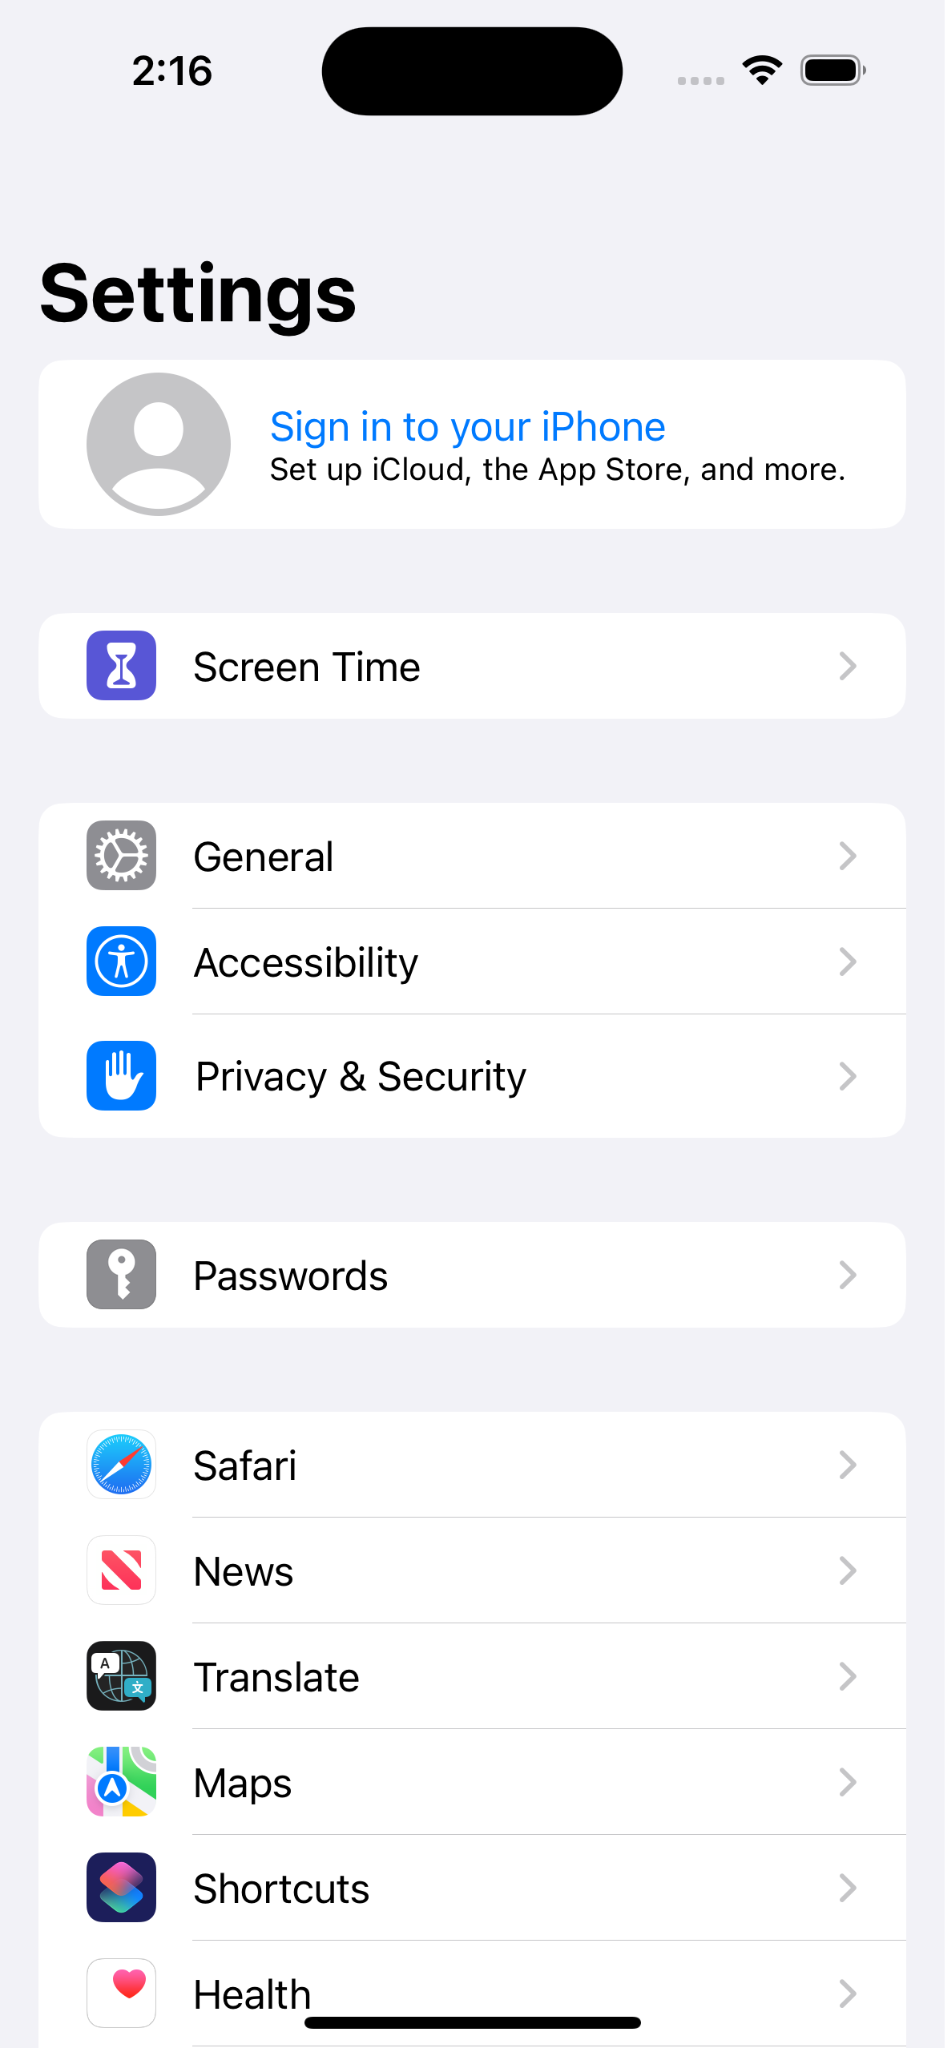 2:16
Settings
Sign in to your iPhone
Set up iCloud, the App Store, and more.
Screen Time
General
Accessibility
Privacy & Security
Passwords
Safari
News
A
文
Translate
Maps
Shortcuts
Health